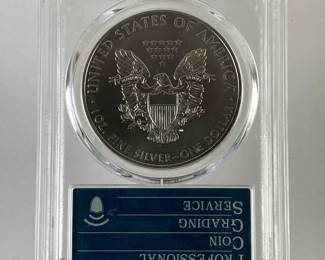 UNITED STATES OF AMERICA
1 OZ. FINE SILVER~ONE DOLLAR
PROFESSIONAL
COIN
GRADING
SERVICE